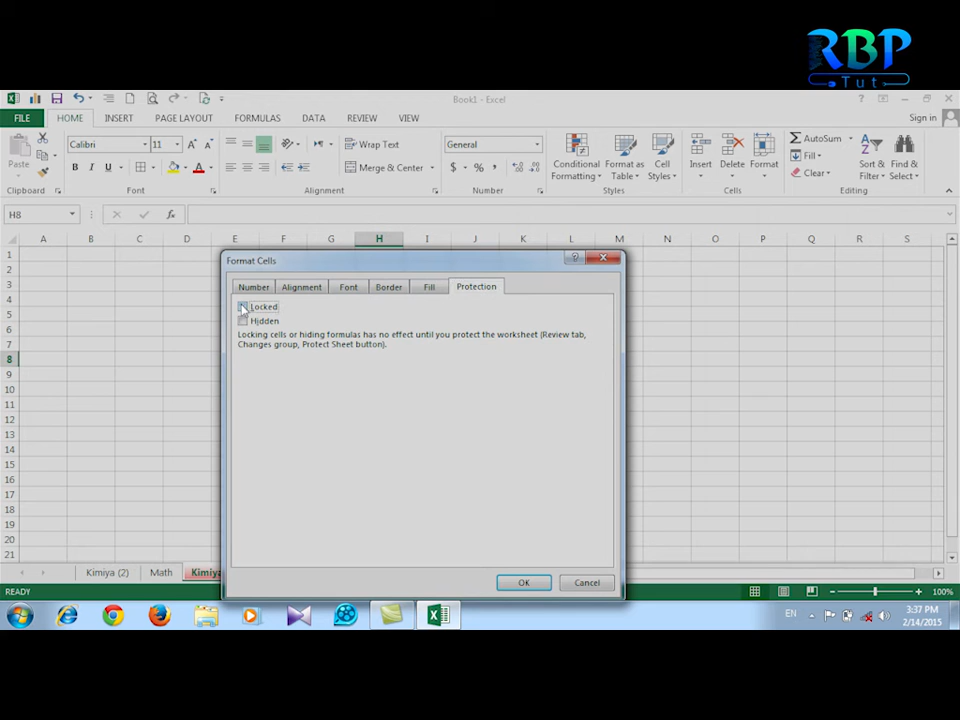 RBP
Tut
Book1 - Excel
FILE HOME INSERT PAGE LAYOUT FORMULAS DATA REVIEW VIEW Sign in
Paste
Calibri 11
B I U A
Wrap Text
Merge & Center
General
$ % ,
Conditional Formatting
Format as Table
Cell Styles
Insert Delete Format
AutoSum
Fill
Clear
Sort & Filter
Find & Select
Clipboard Font Alignment Number Styles Cells Editing
H8 fx
A B C D E F G H I J K L M N O P Q R S
1
2
3
4
5
6
7
8
9
10
11
12
13
14
15
16
17
18
19
20
21
Format Cells
Number Alignment Font Border Fill Protection
Locked
Hidden
Locking cells or hiding formulas has no effect until you protect the worksheet (Review tab,
Changes group, Protect Sheet button).
OK Cancel
Kimiya (2) Math Kimiya
READY 100%
EN 3:37 PM
2/14/2015